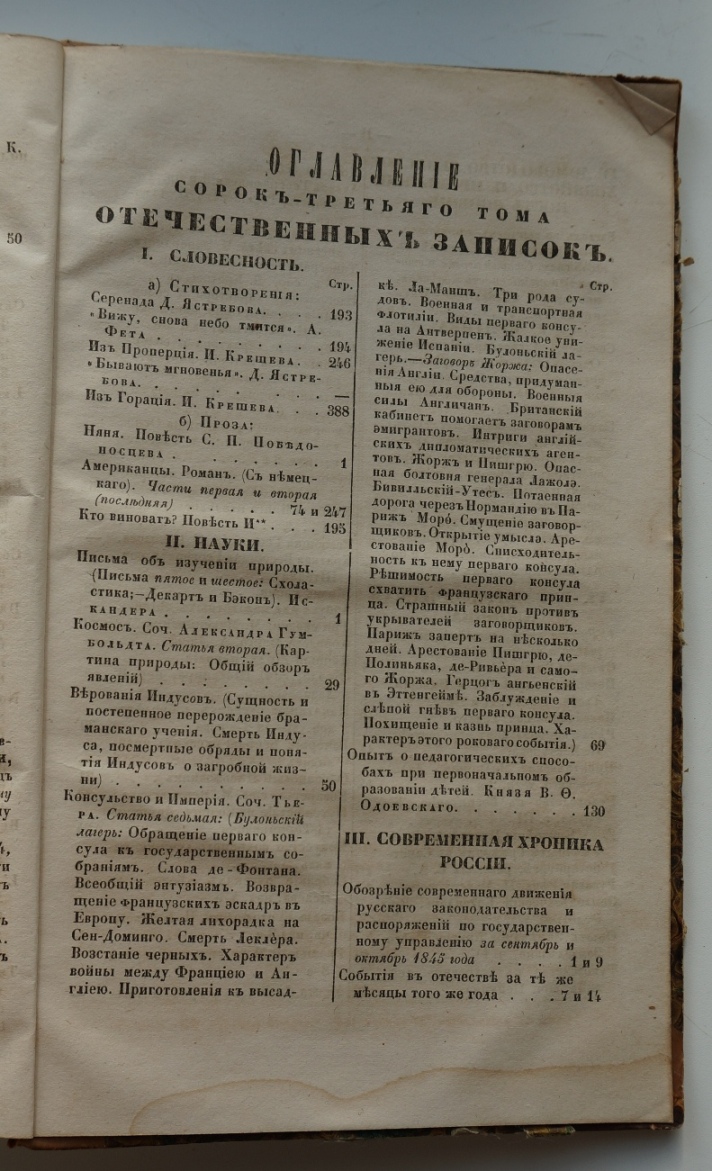 ОГЛАВЛЕНІЕ
СОРОКЪ-ТРЕТЬЯГО ТОМА
ОТЕЧЕСТВЕННЫХЪ ЗАПИСОКЪ.
I. СЛОВЕСНОСТЬ.
а) Стихотворенія:
Стр.
Серенада Д. Ястребова. . . . 193
«Вижу, снова небо тмится». А.
Фета . . . . . . . . 194
Изъ Проперція. И. Крешева. . 246
«Бываютъ мгновенья». Д. Ястре-
бова. . . . . . . . . —
Изъ Горація. И. Крешева. . . 388
б) Проза:
Няня. Повѣсть С. П. Побѣдо-
носцева . . . . . . . 1
Американцы. Романъ. (Съ нѣмец-
каго). Части первая и вторая
(послѣдняя) . . . . . 74 и 247
Кто виноватъ? Повѣсть И**. . . 195
II. НАУКИ.
Письма объ изученіи природы.
(Письма пятое и шестое: Схола-
стика;—Декартъ и Бэконъ). Ис-
кандера . . . . . . . 1
Космосъ. Соч. Александра Гум-
больдта. Статья вторая. (Кар-
тина природы: Общій обзоръ
явленій) . . . . . . . 29
Вѣрованія Индусовъ. (Сущность и
постепенное перерожденіе бра-
манскаго ученія. Смерть Инду-
са, посмертные обряды и поня-
тія Индусовъ о загробной жиз-
ни) . . . . . . . . . 50
Консульство и Имперія. Соч. Тье-
ра. Статья седьмая: (Булоньскій
лагерь: Обращеніе перваго кон-
сула къ государственнымъ со-
браніямъ. Слова де-Фонтана.
Всеобщій энтузіазмъ. Возвра-
щеніе французскихъ эскадръ въ
Европу. Желтая лихорадка на
Сен-Доминго. Смерть Леклера.
Возстаніе черныхъ. Характеръ
войны между Франціею и Ан-
гліею. Приготовленія къ высад-
Стр.
кѣ. Ла-Маншъ. Три рода су-
довъ. Военная и транспортная
флотиліи. Виды перваго консу-
ла на Антверпенъ. Жалкое уни-
женіе Испаніи. Булоньскій ла-
герь.—Заговоръ Жоржа: Опасе-
нія Англіи. Средства, придуман-
ныя ею для обороны. Военныя
силы Англичанъ. Британскій
кабинетъ помогаетъ заговорамъ
эмигрантовъ. Интриги англій-
скихъ дипломатическихъ аген-
товъ. Жоржъ и Пишгрю. Опас-
ная болтовня генерала Лажолэ.
Бивилльскій-Утесъ. Потаенная
дорога черезъ Нормандію въ Па-
рижъ Моро́. Смущеніе заговор-
щиковъ. Открытіе умысла. Аре-
стованіе Моро́. Снисходитель-
ность къ нему перваго консула.
Рѣшимость перваго консула
схватить французскаго прин-
ца. Страшный законъ противъ
укрывателей заговорщиковъ.
Парижъ запертъ на нѣсколько
дней. Арестованіе Пишгрю, де-
Полиньяка, де-Ривьера и само-
го Жоржа. Герцогъ ангьенскій
въ Эттенгеймѣ. Заблужденіе и
слѣпой гнѣвъ перваго консула.
Похищеніе и казнь принца. Ха-
рактеръ этого роковаго событія.) 69
Опытъ о педагогическихъ спосо-
бахъ при первоначальномъ об-
разованіи дѣтей. Князя В. Ѳ.
Одоевскаго. . . . . . . 130
III. СОВРЕМЕННАЯ ХРОНИКА
РОССІИ.
Обозрѣніе современнаго движенія
русскаго законодательства и
распоряженій по государствен-
ному управленію за сентябрь и
октябрь 1845 года . . . . 1 и 9
Событія въ отечествѣ за тѣ же
мѣсяцы того же года . . . 7 и 14
К.
50